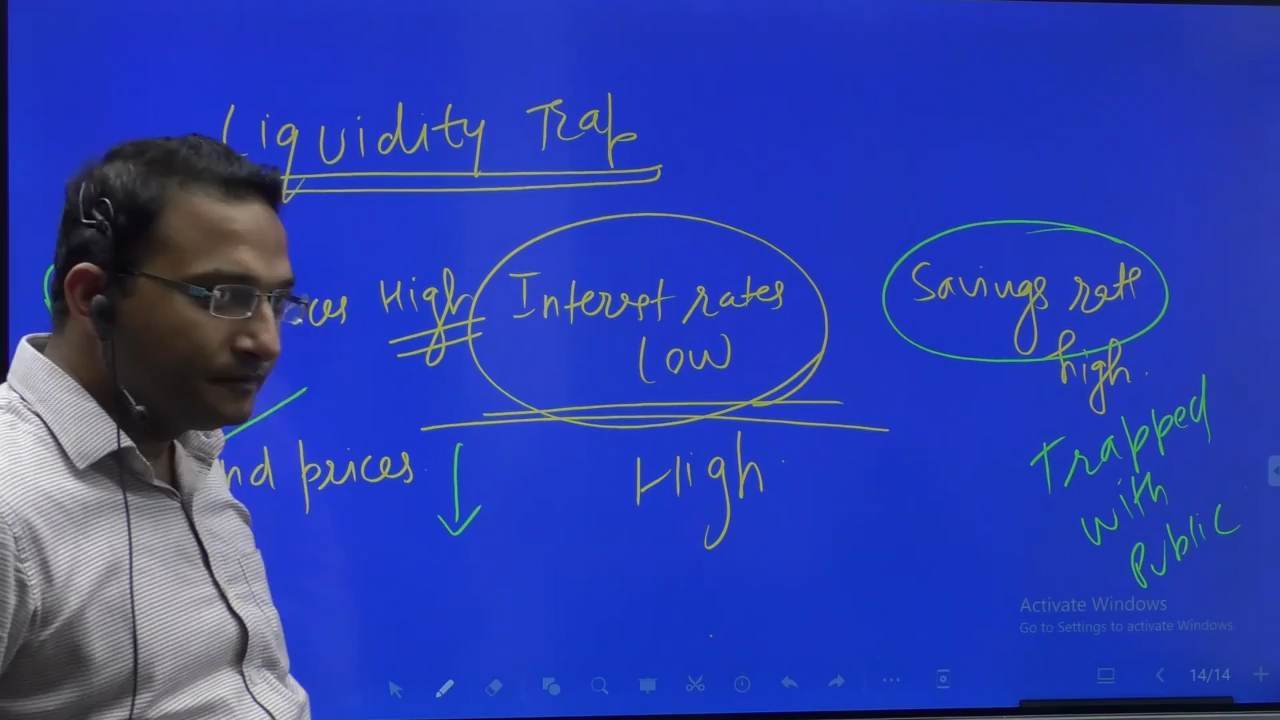 Liquidity Trap
High
Interest rates
low
Savings rate
high.
prices
High
Trapped
with
Public
Activate Windows
Go to Settings to activate Windows.
14/14